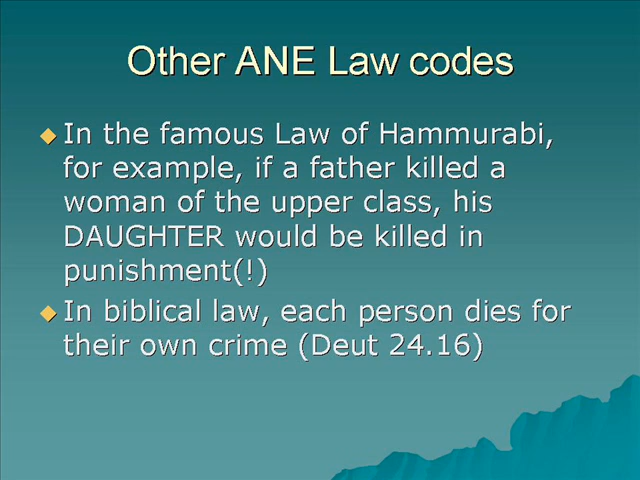 Other ANE Law codes
In the famous Law of Hammurabi,
for example, if a father killed a
woman of the upper class, his
DAUGHTER would be killed in
punishment(!)
In biblical law, each person dies for
their own crime (Deut 24.16)